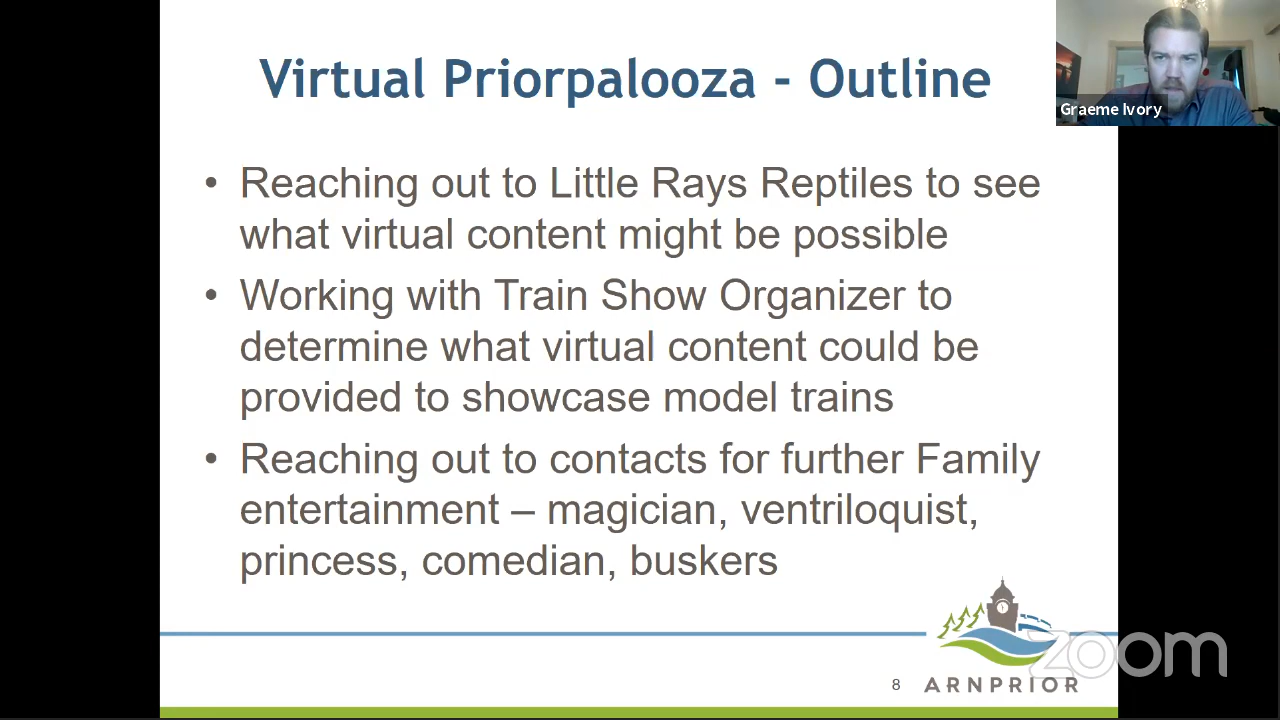 Virtual Priorpalooza - Outline
Graeme Ivory
• Reaching out to Little Rays Reptiles to see
what virtual content might be possible
• Working with Train Show Organizer to
determine what virtual content could be
provided to showcase model trains
• Reaching out to contacts for further Family
entertainment – magician, ventriloquist,
princess, comedian, buskers
zoom
8
ARNPRIOR